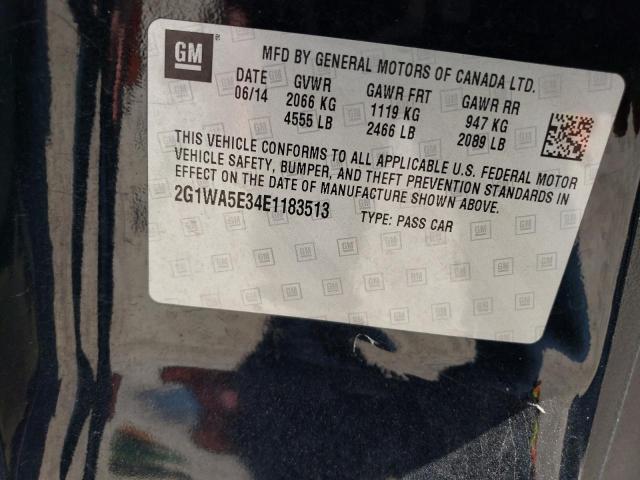 GM ®
MFD BY GENERAL MOTORS OF CANADA LTD.
DATE GVWR GAWR FRT GAWR RR
06/14 2066 KG 1119 KG 947 KG
4555 LB 2466 LB 2089 LB
THIS VEHICLE CONFORMS TO ALL APPLICABLE U.S. FEDERAL MOTOR
VEHICLE SAFETY, BUMPER, AND THEFT PREVENTION STANDARDS IN
EFFECT ON THE DATE OF MANUFACTURE SHOWN ABOVE.
2G1WA5E34E1183513 TYPE: PASS CAR